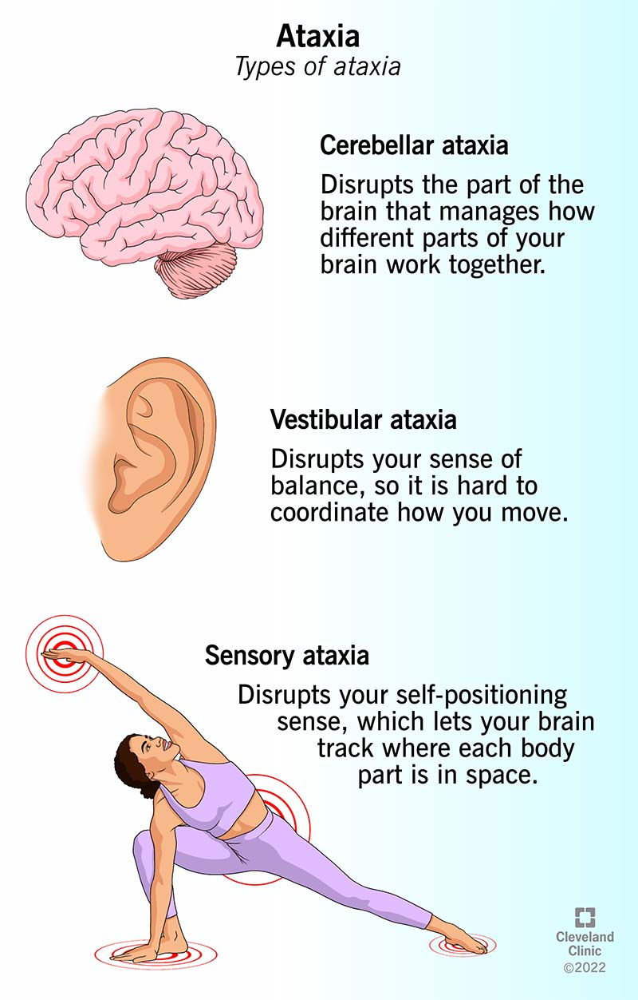 Ataxia
Types of ataxia
Cerebellar ataxia
Disrupts the part of the
brain that manages how
different parts of your
brain work together.
Vestibular ataxia
Disrupts your sense of
balance, so it is hard to
coordinate how you move.
Sensory ataxia
Disrupts your self-positioning
sense, which lets your brain
track where each body
part is in space.
Cleveland
Clinic
©2022